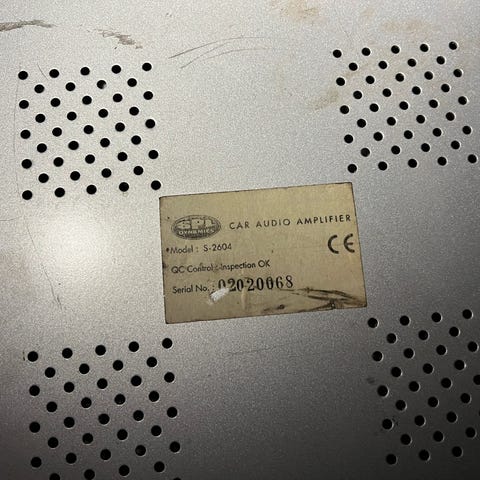 SPL
DYNAMICS
CAR AUDIO AMPLIFIER
Model : S-2604
CE
QC Control : Inspection OK
Serial No. : 02020068